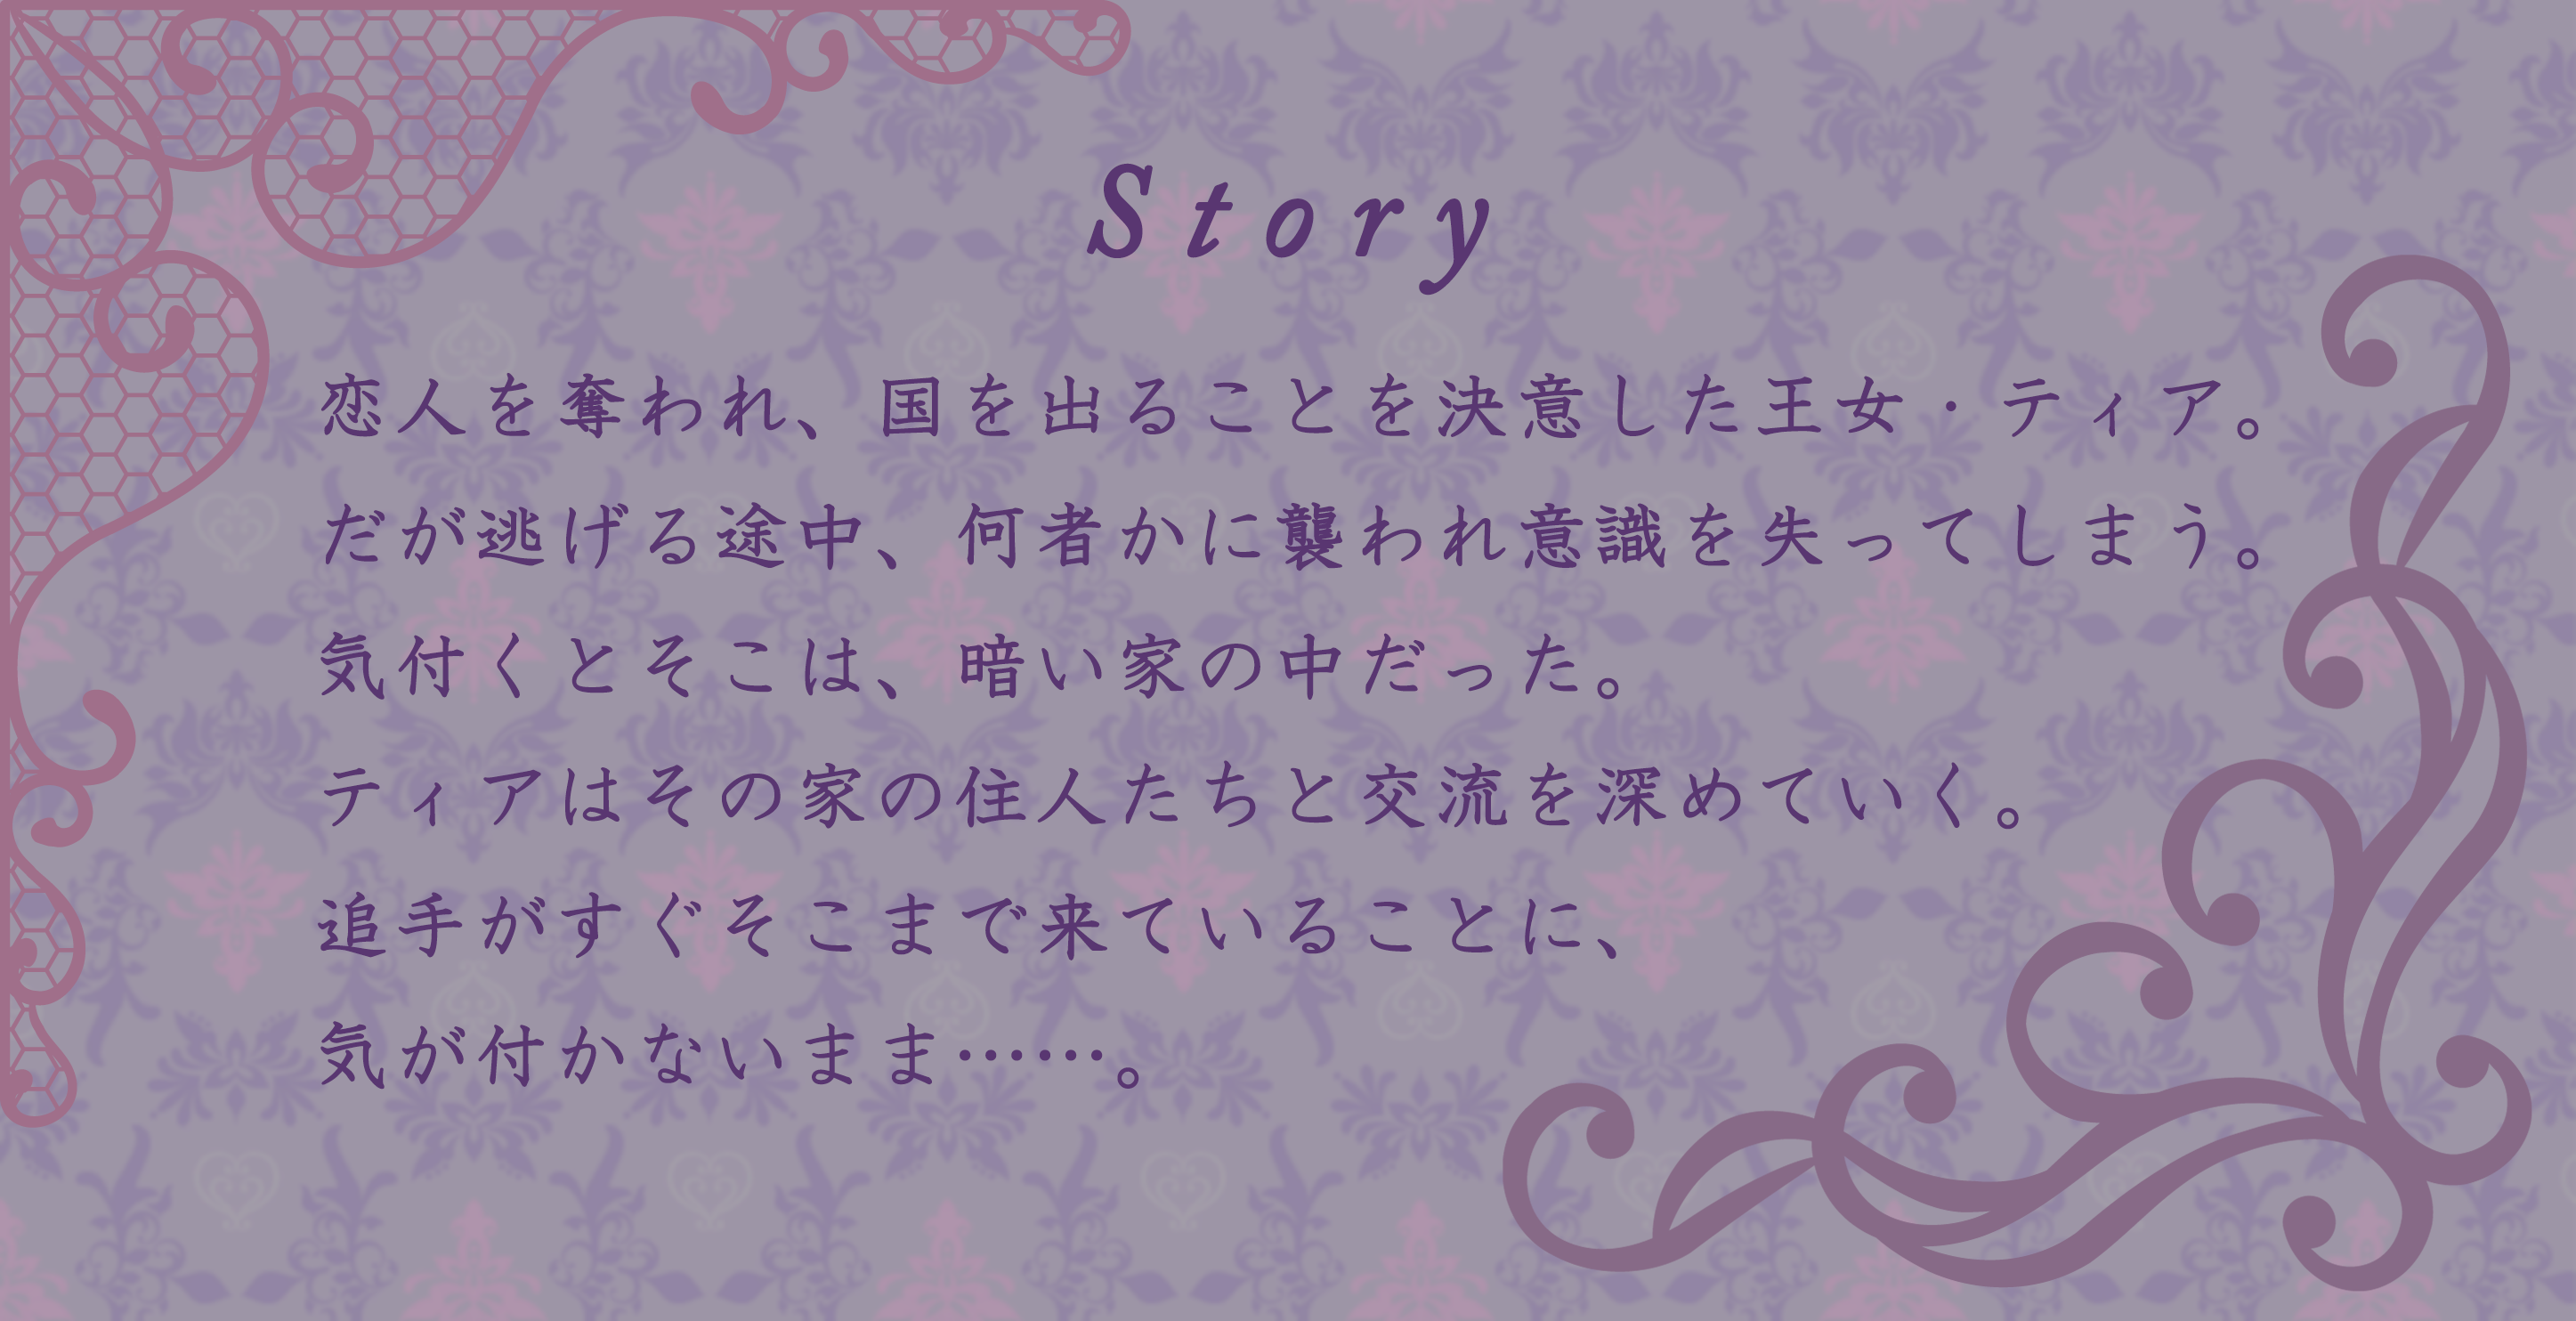 Story
恋人を奪われ、国を出ることを決意した王女・ティア。
だが逃げる途中、何者かに襲われ意識を失ってしまう。
気付くとそこは、暗い家の中だった。
ティアはその家の住人たちと交流を深めていく。
追手がすぐそこまで来ていることに、
気が付かないまま……。